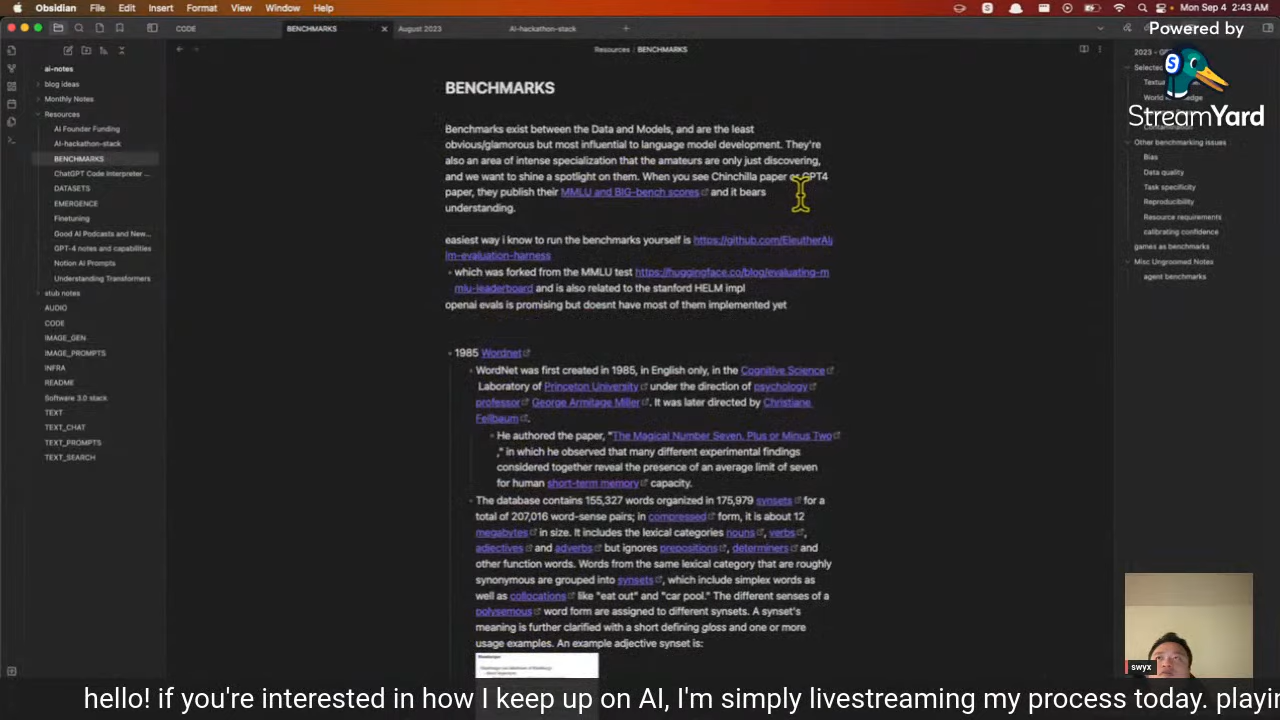 Obsidian File Edit Insert Format View Window Help
Mon Sep 4 2:43 AM
CODE BENCHMARKS August 2023 AI-hackathon-stack
Powered by
StreamYard
Resources / BENCHMARKS
ai-notes
blog ideas
Monthly Notes
Resources
AI Founder Funding
AI-hackathon-stack
BENCHMARKS
ChatGPT Code Interpreter ...
DATASETS
EMERGENCE
Finetuning
Good AI Podcasts and New...
GPT-4 notes and capabilities
Notion AI Prompts
Understanding Transformers
stub notes
AUDIO
CODE
IMAGE_GEN
IMAGE_PROMPTS
INFRA
README
Software 3.0 stack
TEXT
TEXT_CHAT
TEXT_PROMPTS
TEXT_SEARCH
BENCHMARKS
Benchmarks exist between the Data and Models, and are the least
obvious/glamorous but most influential to language model development. They're
also an area of intense specialization that the amateurs are only just discovering,
and we want to shine a spotlight on them. When you see Chinchilla paper GPT4
paper, they publish their MMLU and BIG-bench scores and it bears
understanding.
easiest way i know to run the benchmarks yourself is https://github.com/EleutherAI/
lm-evaluation-harness
which was forked from the MMLU test https://huggingface.co/blog/evaluating-m
mlu-leaderboard and is also related to the stanford HELM impl
openai evals is promising but doesnt have most of them implemented yet
1985 Wordnet
WordNet was first created in 1985, in English only, in the Cognitive Science
Laboratory of Princeton University under the direction of psychology
professor George Armitage Miller. It was later directed by Christiane
Fellbaum.
He authored the paper, "The Magical Number Seven, Plus or Minus Two
," in which he observed that many different experimental findings
considered together reveal the presence of an average limit of seven
for human short-term memory capacity.
The database contains 155,327 words organized in 175,979 synsets for a
total of 207,016 word-sense pairs; in compressed form, it is about 12
megabytes in size. It includes the lexical categories nouns, verbs,
adjectives and adverbs but ignores prepositions, determiners and
other function words. Words from the same lexical category that are roughly
synonymous are grouped into synsets, which include simplex words as
well as collocations like "eat out" and "car pool." The different senses of a
polysemous word form are assigned to different synsets. A synset's
meaning is further clarified with a short defining gloss and one or more
usage examples. An example adjective synset is:
Selected
Other benchmarking issues
Bias
Data quality
Task specificity
Reproducibility
Resource requirements
calibrating confidence
games as benchmarks
Misc Ungroomed Notes
agent benchmarks
swyx
hello! if you're interested in how I keep up on AI, I'm simply livestreaming my process today. playi